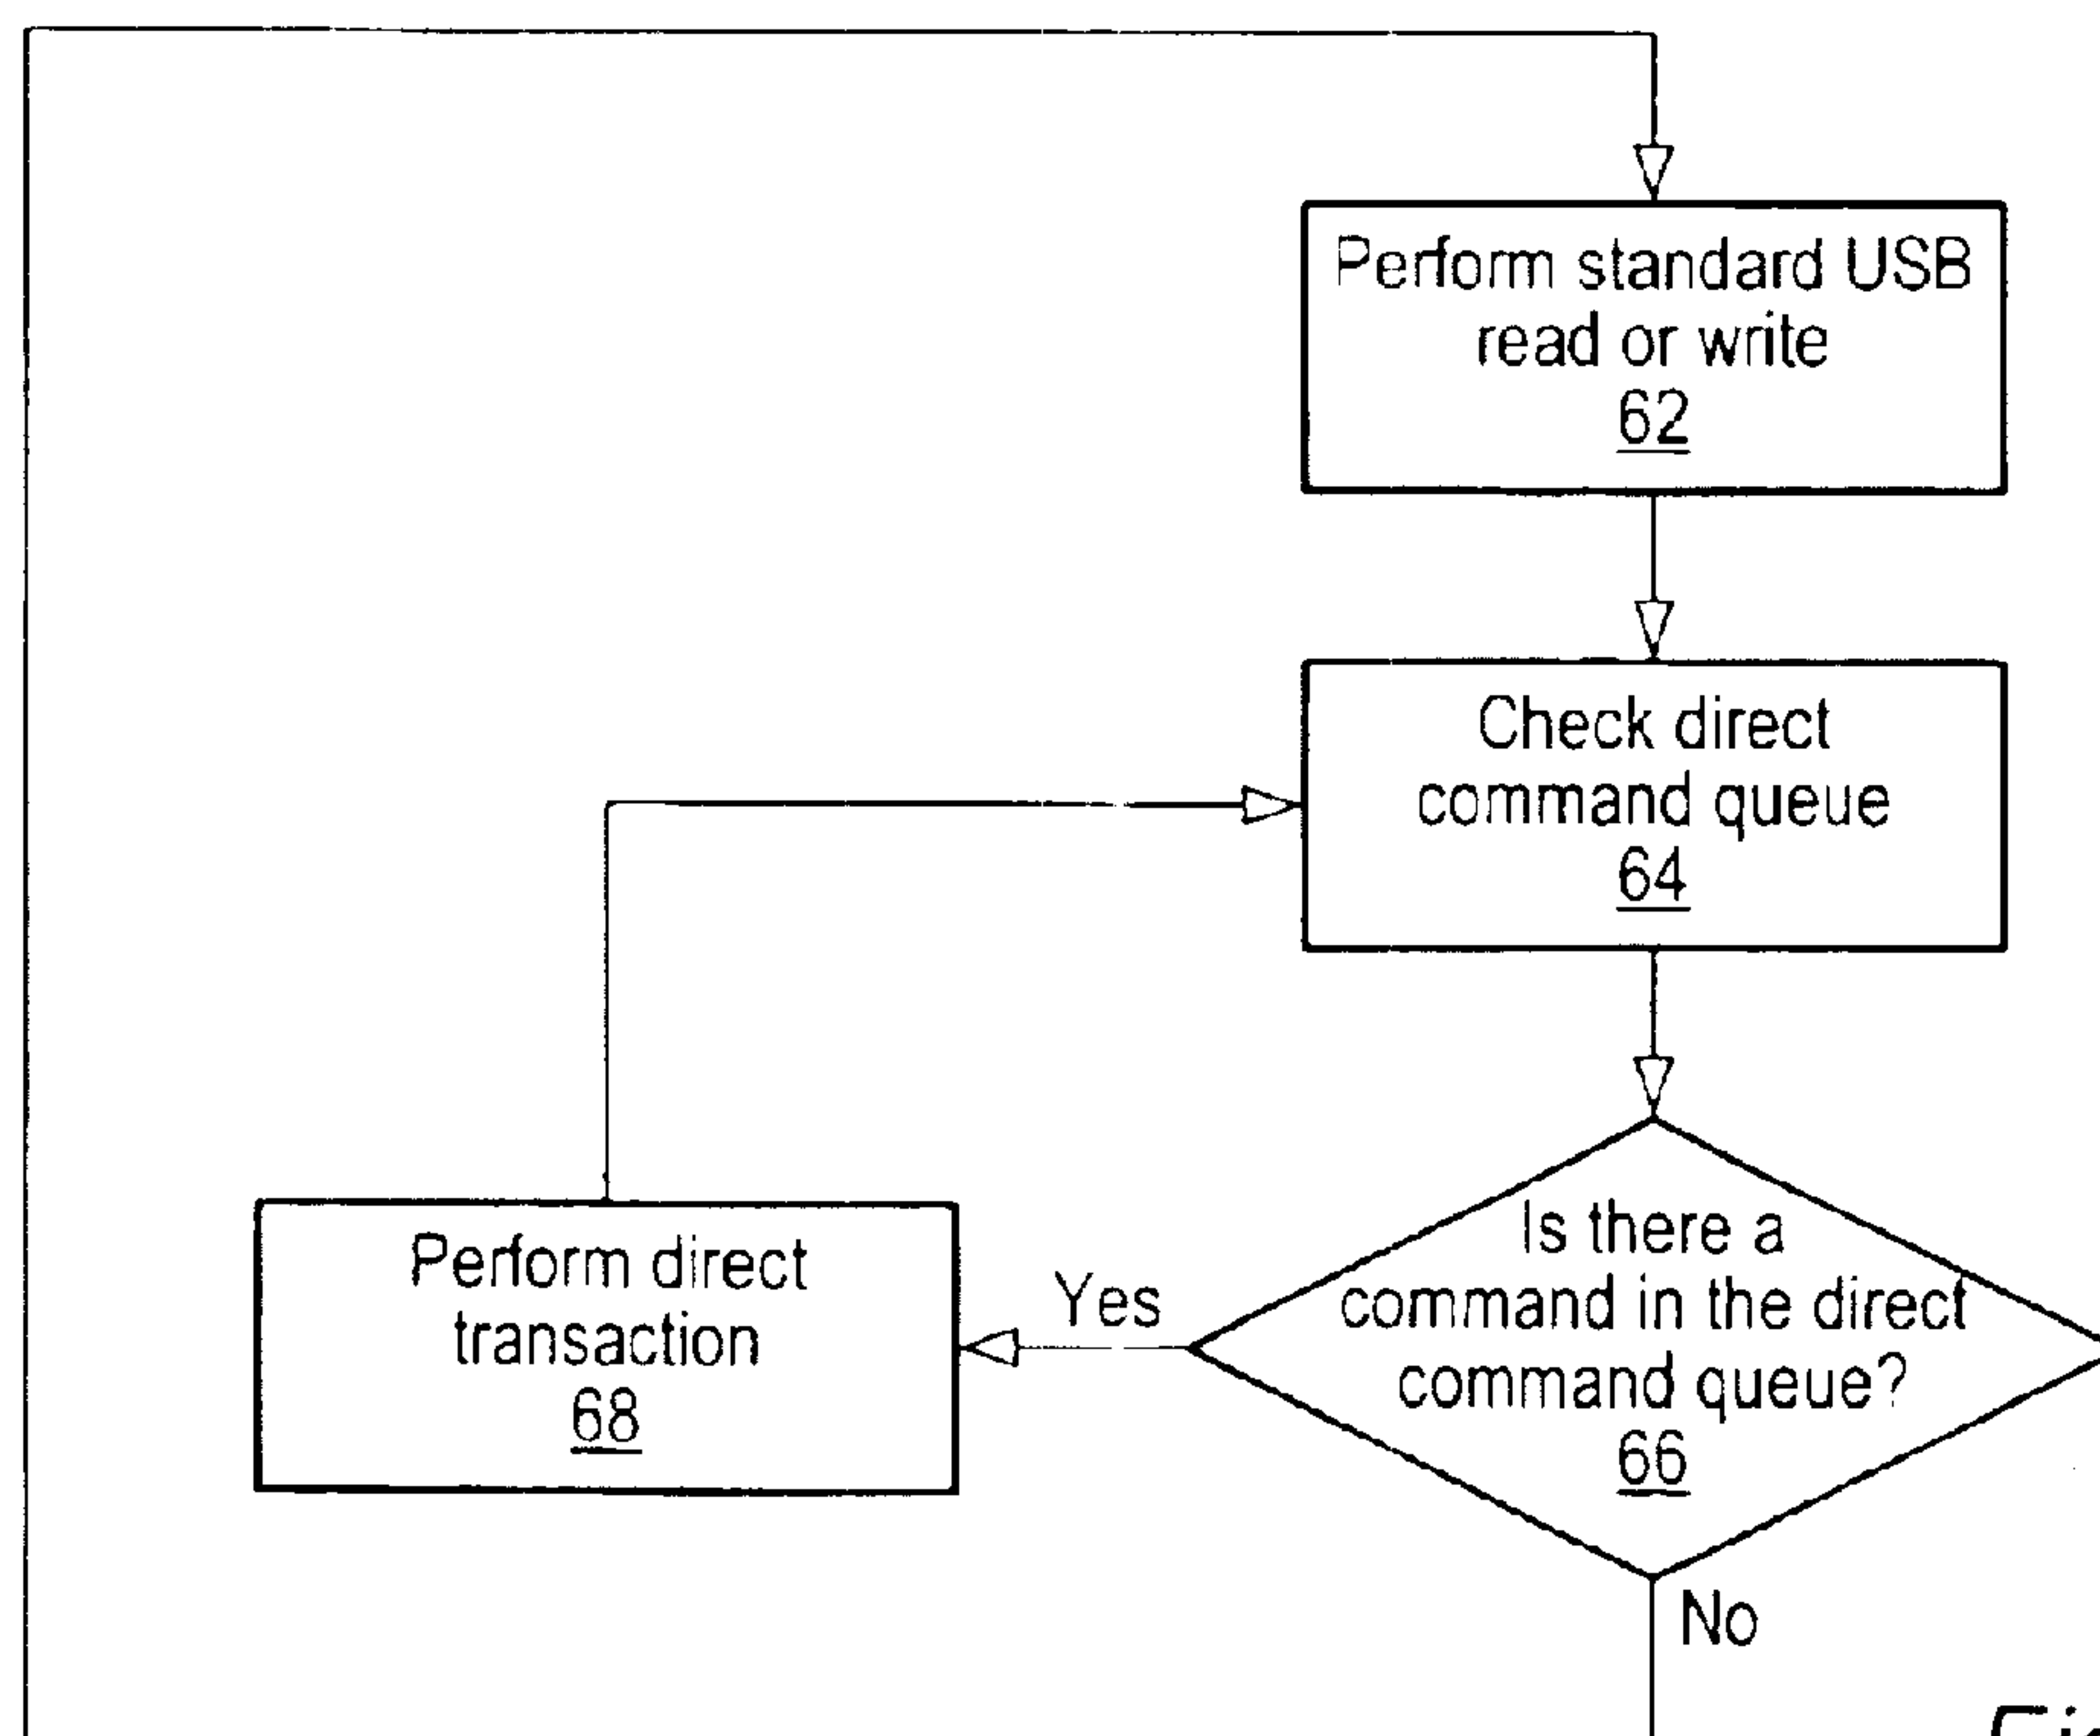 Perform standard USB
read or write
62
Check direct
command queue
64
Is there a
command in the direct
command queue?
66
Yes
Perform direct
transaction
68
No